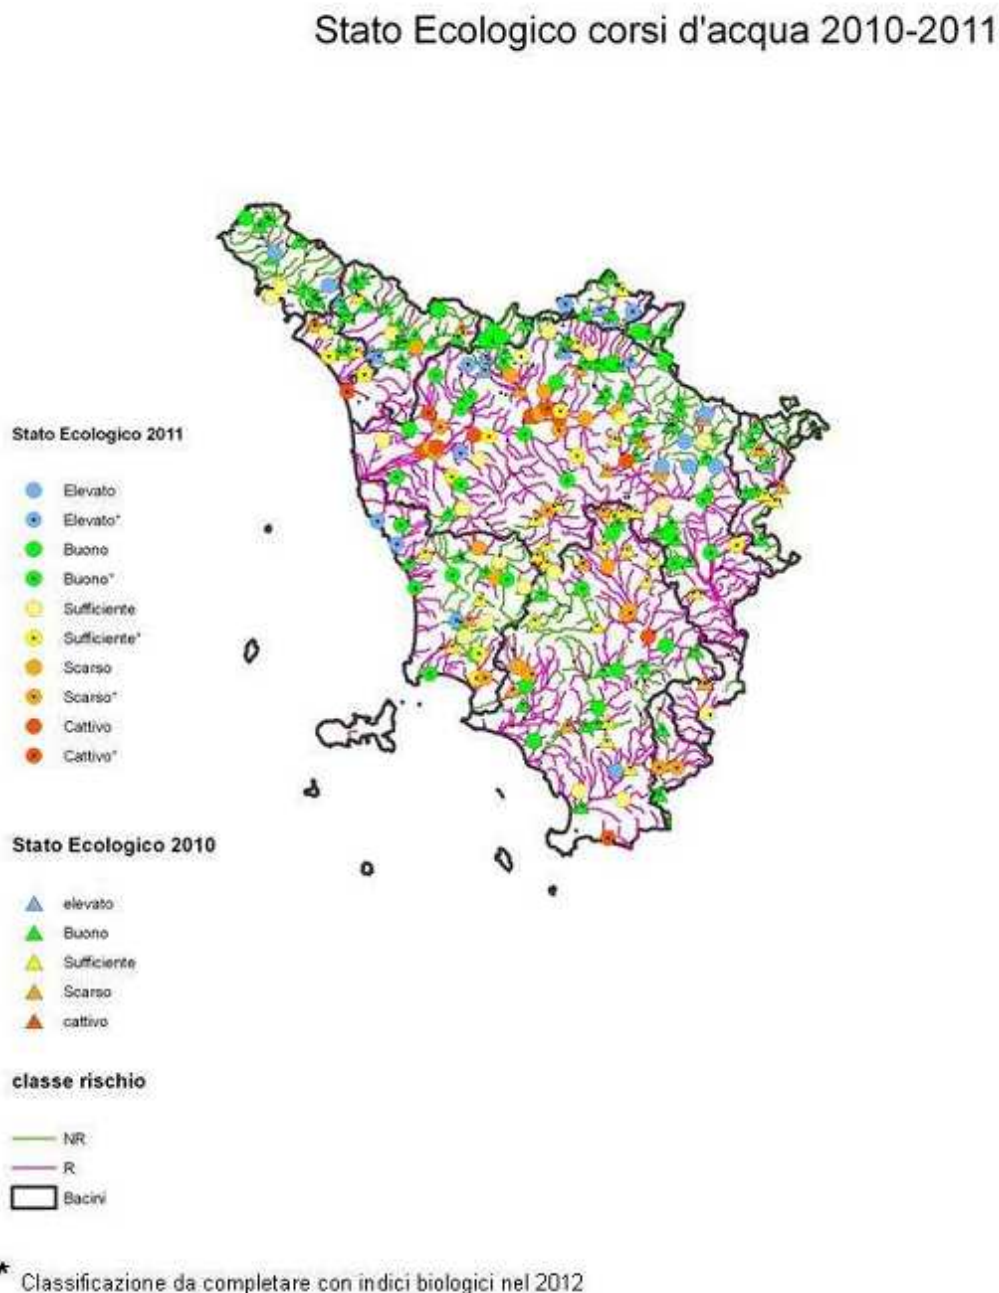 Stato Ecologico corsi d'acqua 2010-2011
Stato Ecologico 2011
Elevato
Elevato*
Buono
Buono*
Sufficiente
Sufficiente*
Scarso
Scarso*
Cattivo
Cattivo*
Stato Ecologico 2010
elevato
Buono
Sufficiente
Scarso
cattivo
classe rischio
NR
R
Bacini
* Classificazione da completare con indici biologici nel 2012